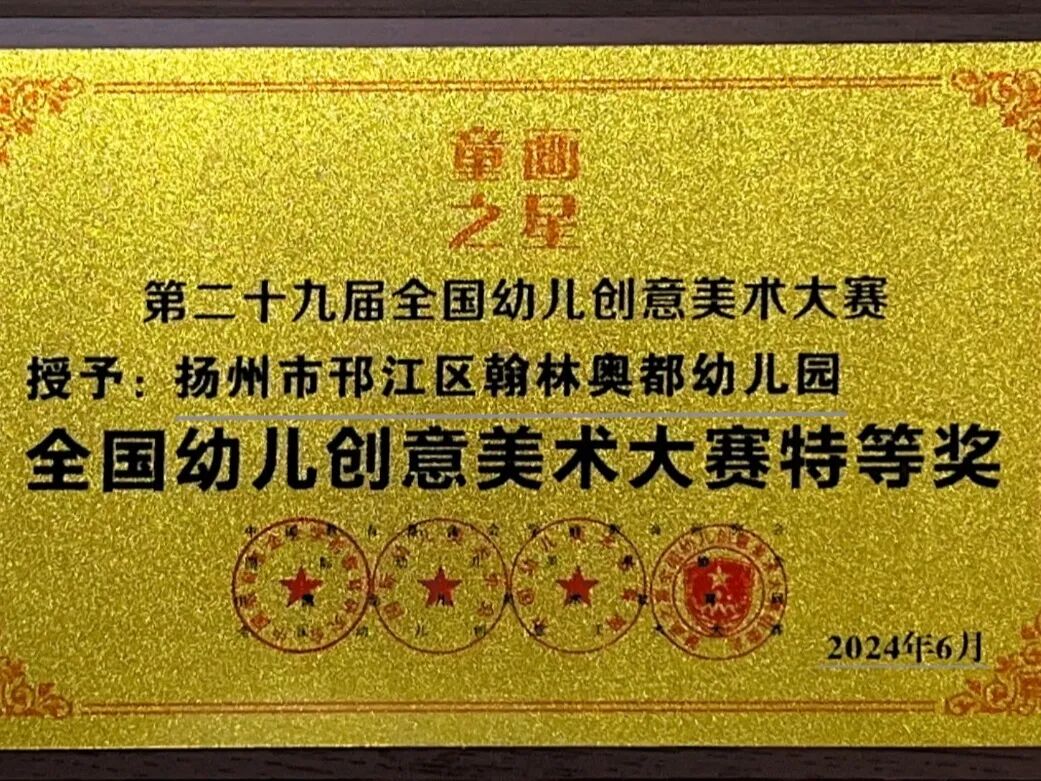 童画
之星
第二十九届全国幼儿创意美术大赛
授予：扬州市邗江区翰林奥都幼儿园
全国幼儿创意美术大赛特等奖
2024年6月